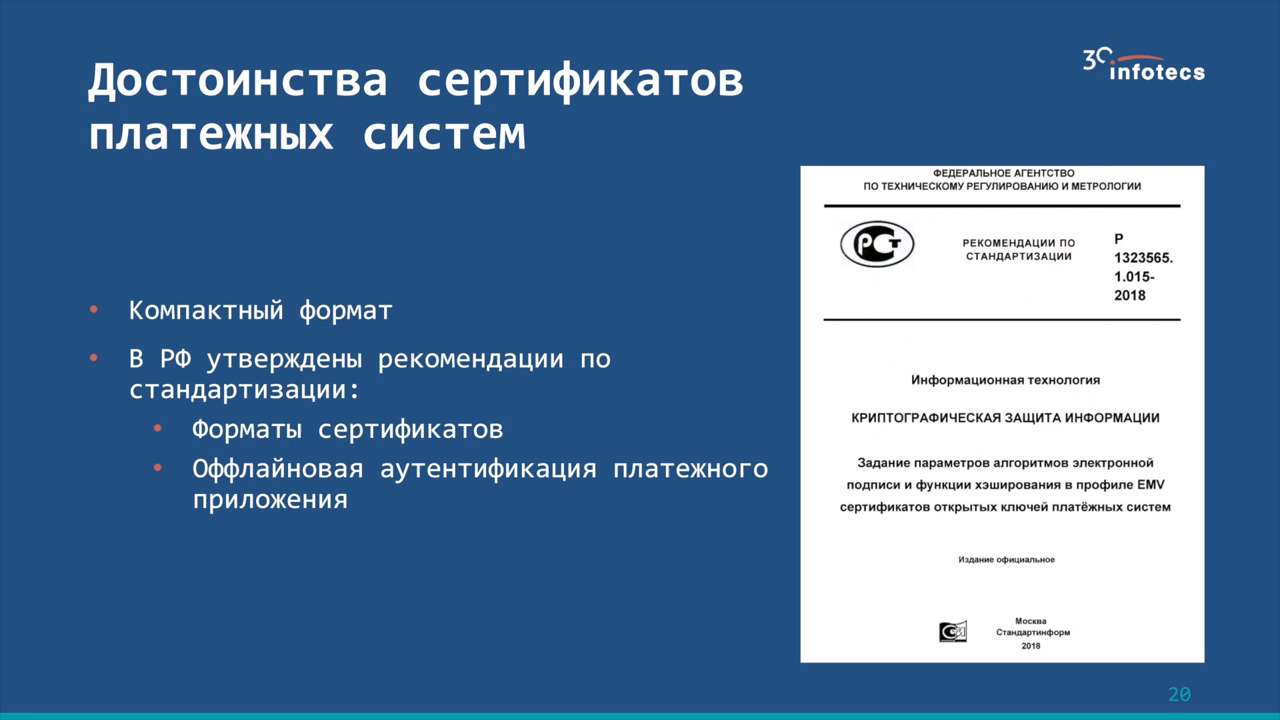 Достоинства сертификатов
платежных систем
30 infotecs
• Компактный формат
• В РФ утверждены рекомендации по
стандартизации:
• Форматы сертификатов
• Оффлайновая аутентификация платежного
приложения
ФЕДЕРАЛЬНОЕ АГЕНТСТВО
ПО ТЕХНИЧЕСКОМУ РЕГУЛИРОВАНИЮ И МЕТРОЛОГИИ
РСТ
РЕКОМЕНДАЦИИ ПО
СТАНДАРТИЗАЦИИ
Р
1323565.
1.015-
2018
Информационная технология
КРИПТОГРАФИЧЕСКАЯ ЗАЩИТА ИНФОРМАЦИИ
Задание параметров алгоритмов электронной
подписи и функции хэширования в профиле EMV
сертификатов открытых ключей платёжных систем
Издание официальное
Москва
Стандартинформ
2018
20